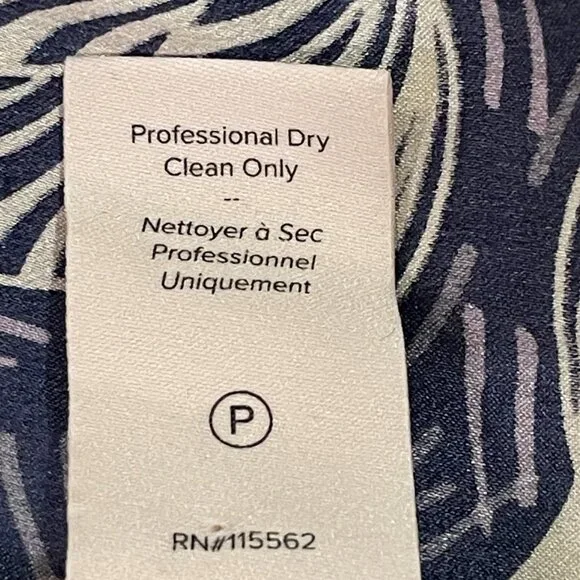 Professional Dry
Clean Only
--
Nettoyer à Sec
Professionnel
Uniquement
P
RN#115562